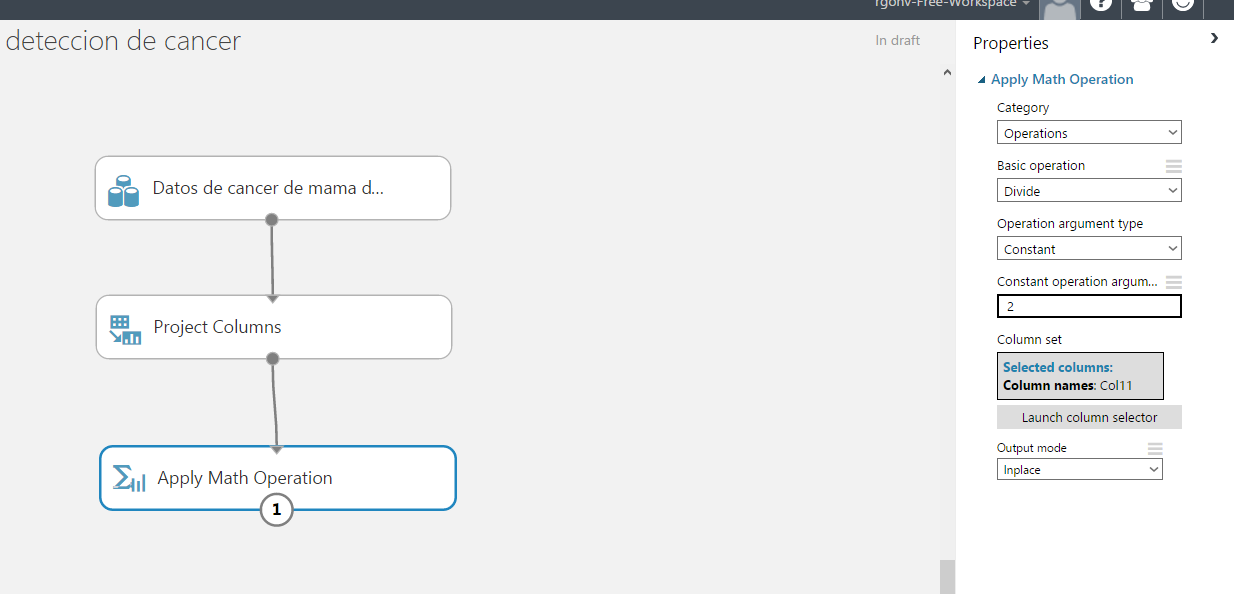 rgonv-Free-Workspace
deteccion de cancer
In draft
Datos de cancer de mama d...
Project Columns
Apply Math Operation
1
Properties
Apply Math Operation
Category
Operations
Basic operation
Divide
Operation argument type
Constant
Constant operation argum...
2
Column set
Selected columns:
Column names: Col11
Launch column selector
Output mode
Inplace